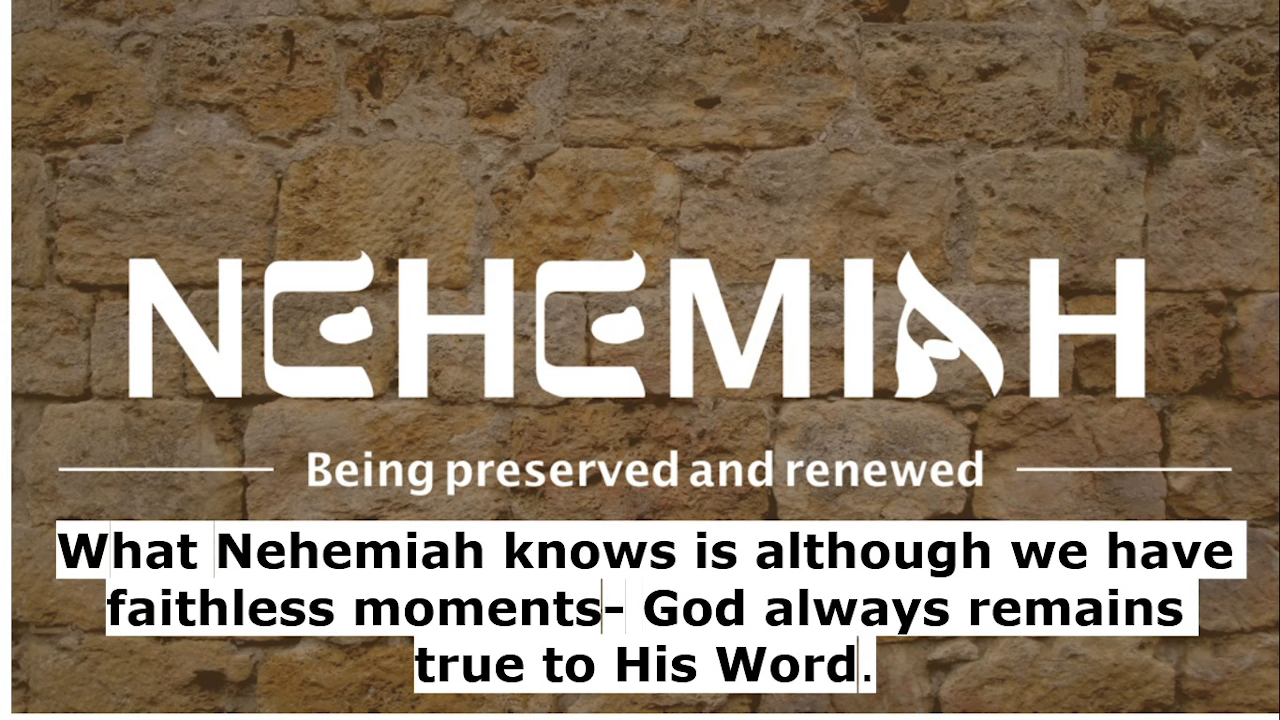 NEHEMIAH
Being preserved and renewed
What Nehemiah knows is although we have
faithless moments- God always remains
true to His Word.